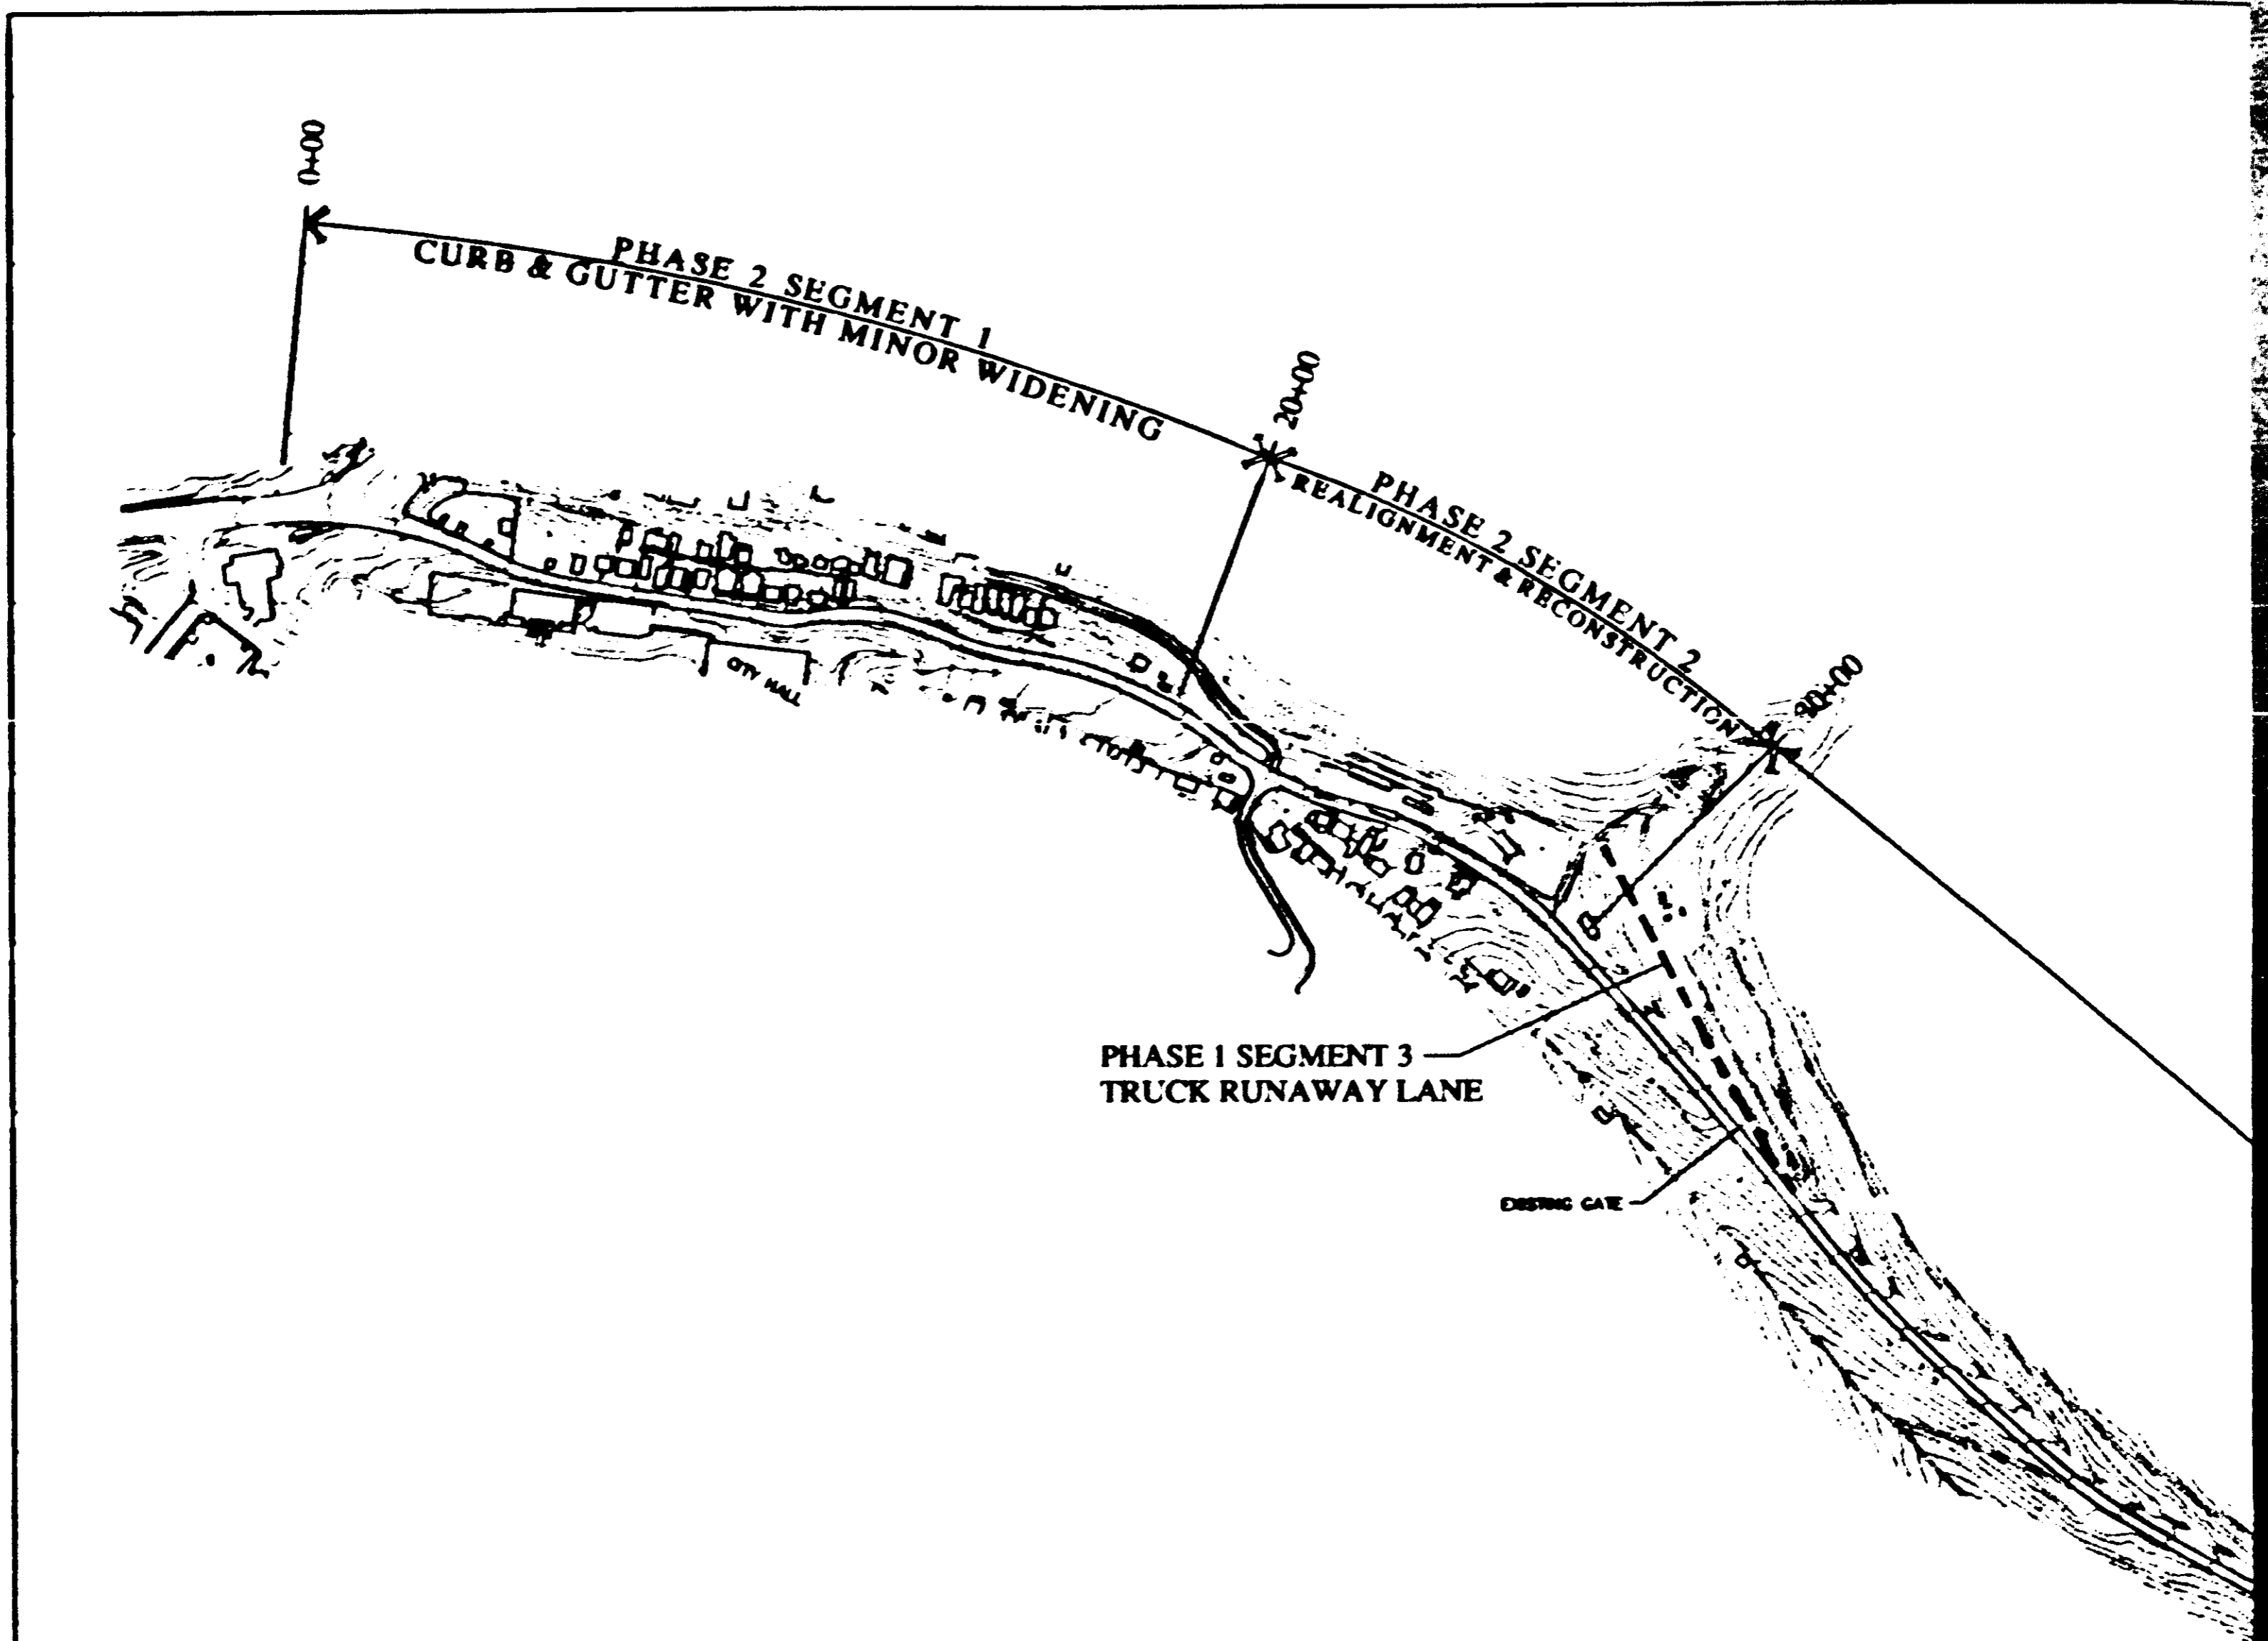 0+00
PHASE 2 SEGMENT 1
CURB & GUTTER WITH MINOR WIDENING
20+00
PHASE 2 SEGMENT 2
REALIGNMENT & RECONSTRUCTION
30+00
CITY HALL
PHASE 1 SEGMENT 3
TRUCK RUNAWAY LANE
EXISTING GATE